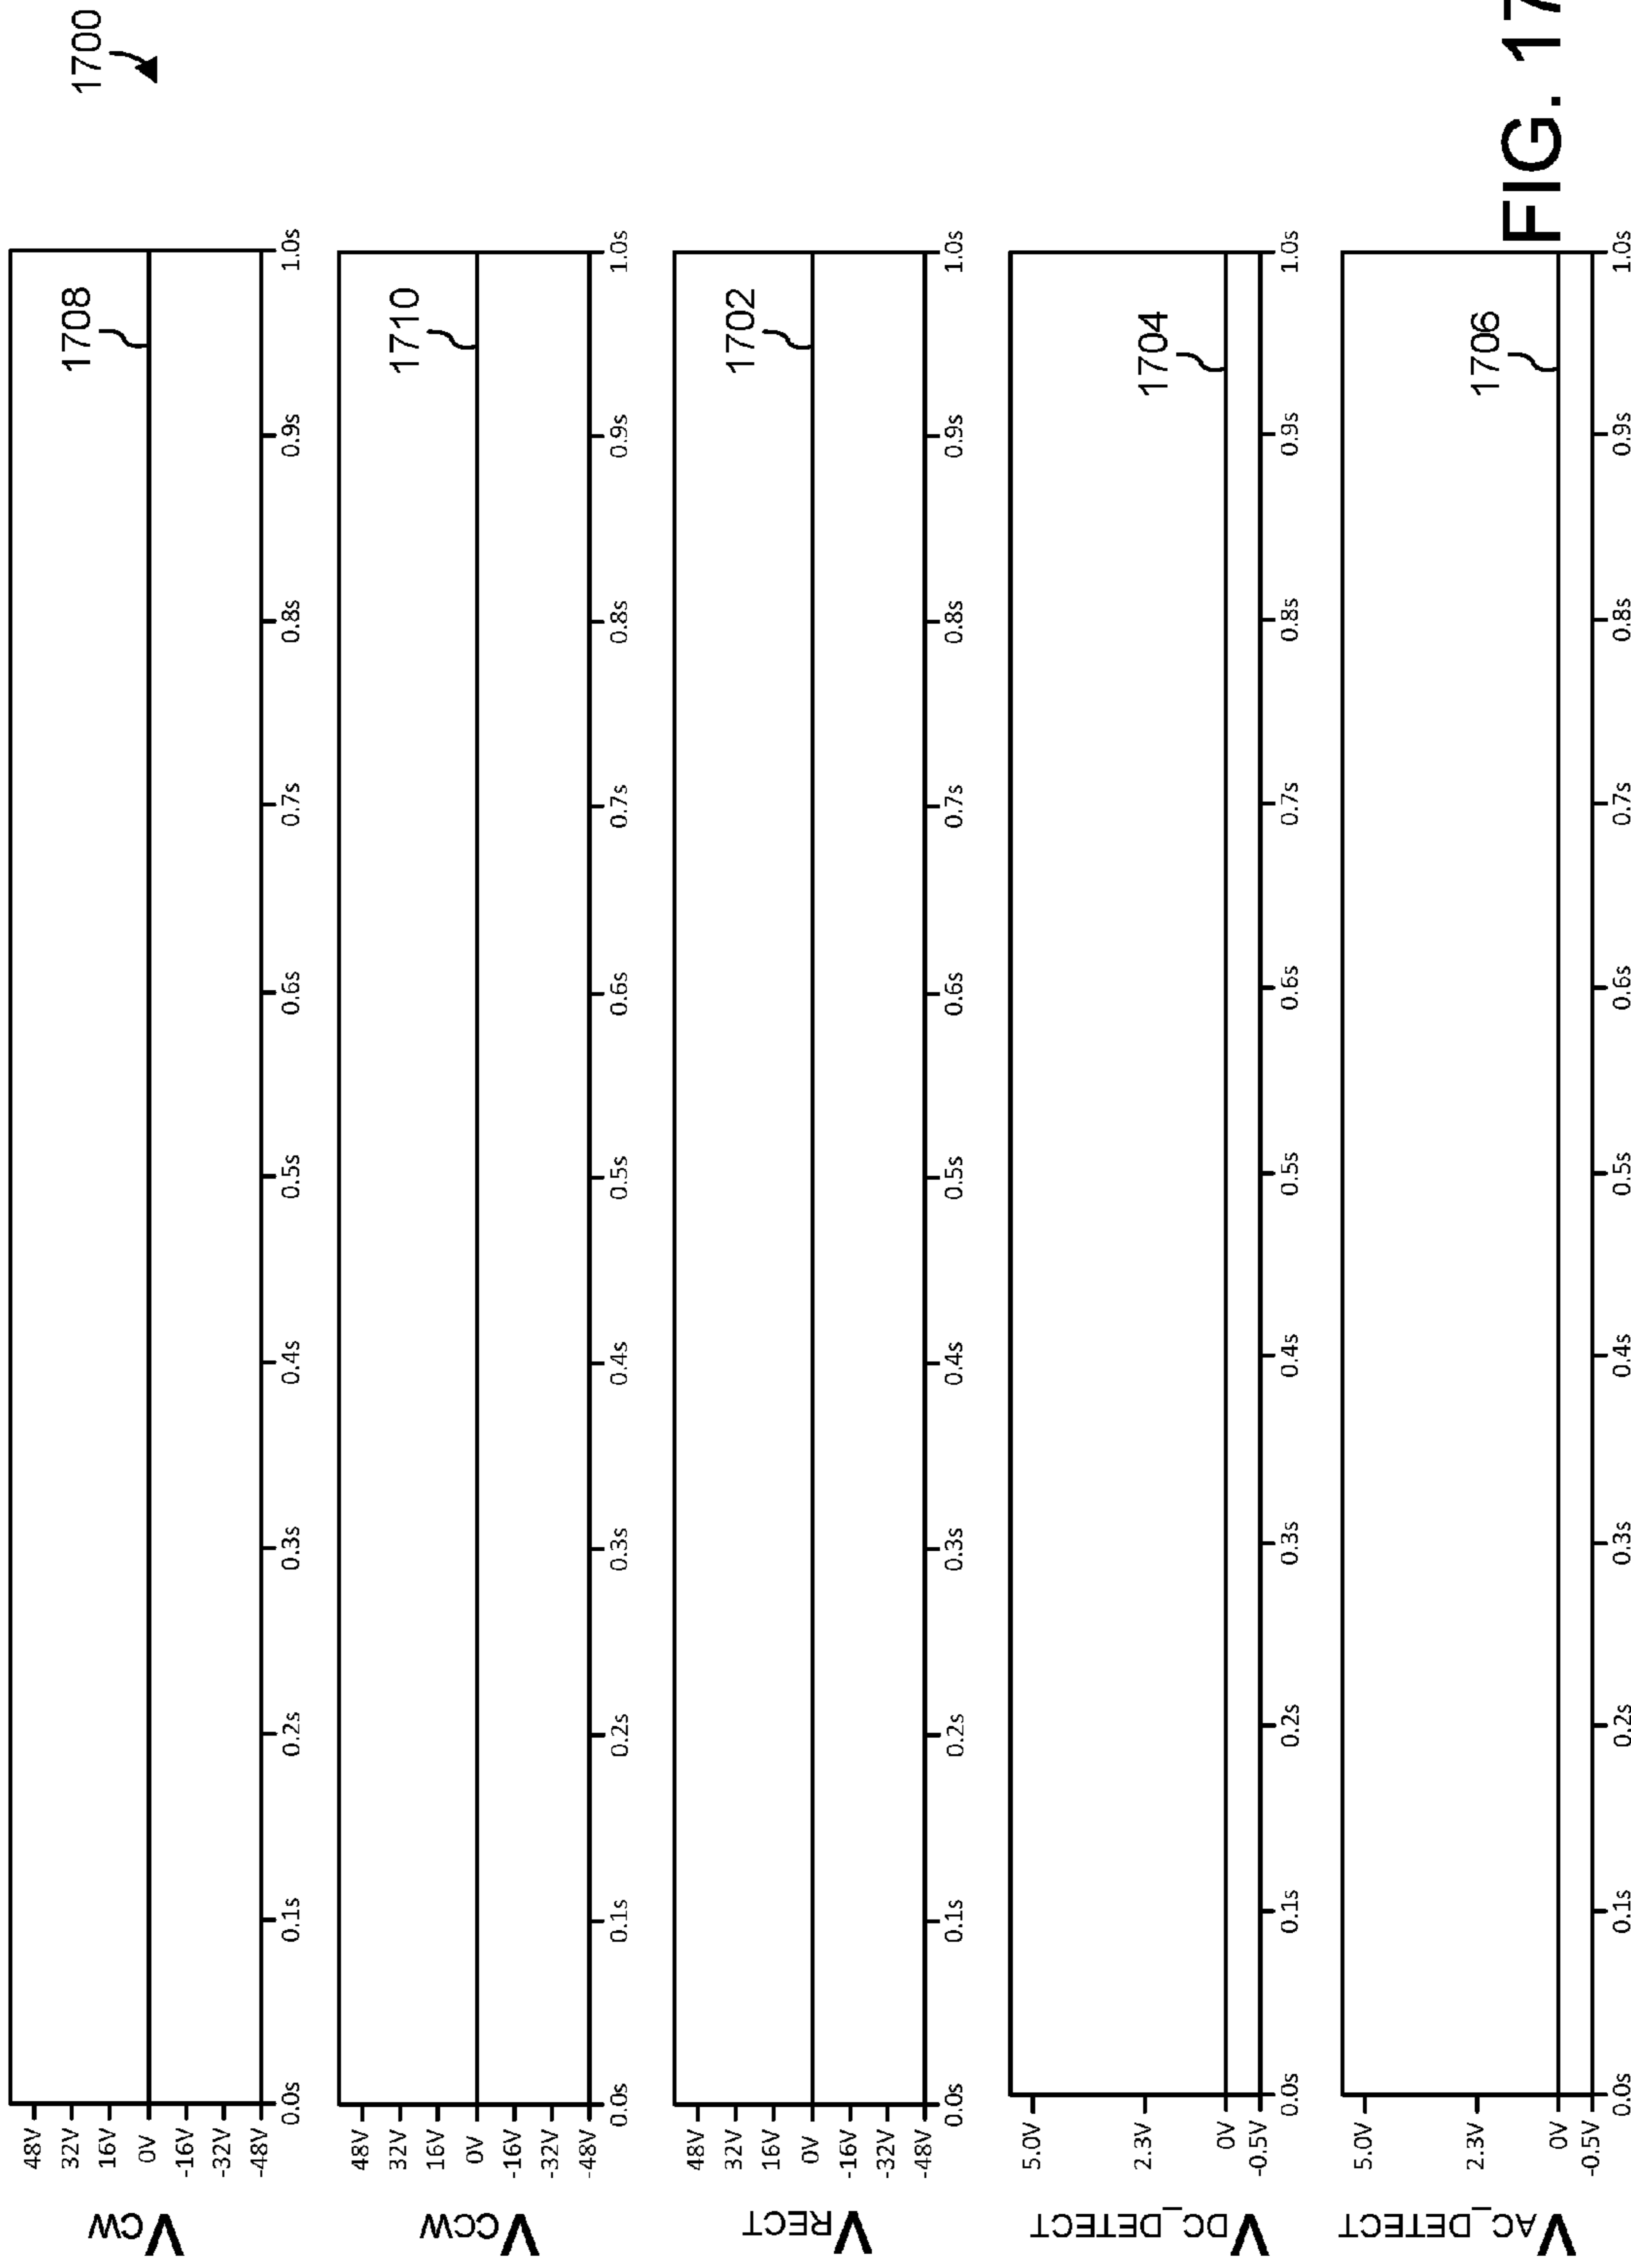 1700
1708
V CW
48V
32V
16V
0V
-16V
-32V
-48V
0.0s 0.1s 0.2s 0.3s 0.4s 0.5s 0.6s 0.7s 0.8s 0.9s 1.0s
1710
V CCW
48V
32V
16V
0V
-16V
-32V
-48V
0.0s 0.1s 0.2s 0.3s 0.4s 0.5s 0.6s 0.7s 0.8s 0.9s 1.0s
1702
V RECT
48V
32V
16V
0V
-16V
-32V
-48V
0.0s 0.1s 0.2s 0.3s 0.4s 0.5s 0.6s 0.7s 0.8s 0.9s 1.0s
1704
V DC_DETECT
5.0V
2.3V
0V
-0.5V
0.0s 0.1s 0.2s 0.3s 0.4s 0.5s 0.6s 0.7s 0.8s 0.9s 1.0s
1706
V AC_DETECT
5.0V
2.3V
0V
-0.5V
0.0s 0.1s 0.2s 0.3s 0.4s 0.5s 0.6s 0.7s 0.8s 0.9s 1.0s
FIG. 17